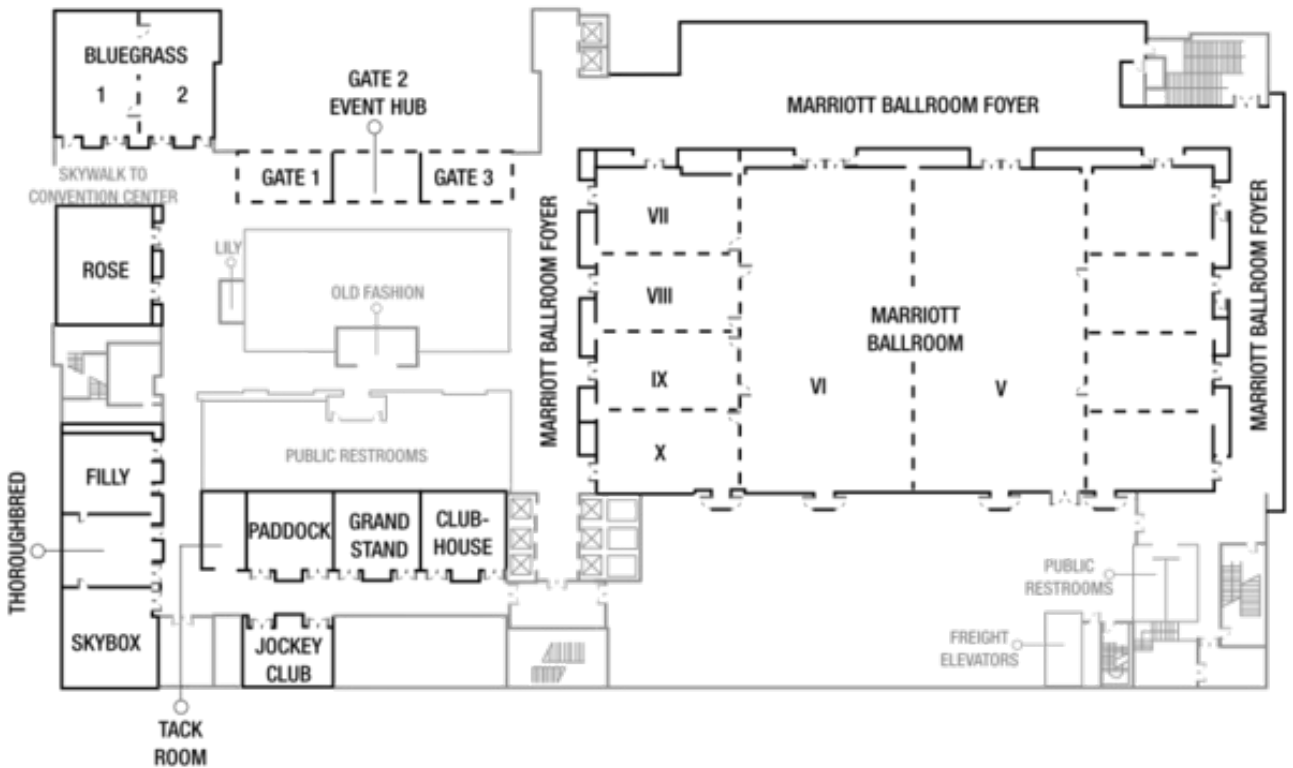 BLUEGRASS
1
2
GATE 2
EVENT HUB
MARRIOTT BALLROOM FOYER
SKYWALK TO
CONVENTION CENTER
GATE 1
GATE 3
ROSE
LILY
OLD FASHION
MARRIOTT BALLROOM FOYER
VII
VIII
IX
X
MARRIOTT
BALLROOM
VI
V
MARRIOTT BALLROOM FOYER
PUBLIC RESTROOMS
FILLY
THOROUGHBRED
SKYBOX
PADDOCK
GRAND
STAND
CLUB-
HOUSE
JOCKEY
CLUB
TACK
ROOM
PUBLIC
RESTROOMS
FREIGHT
ELEVATORS